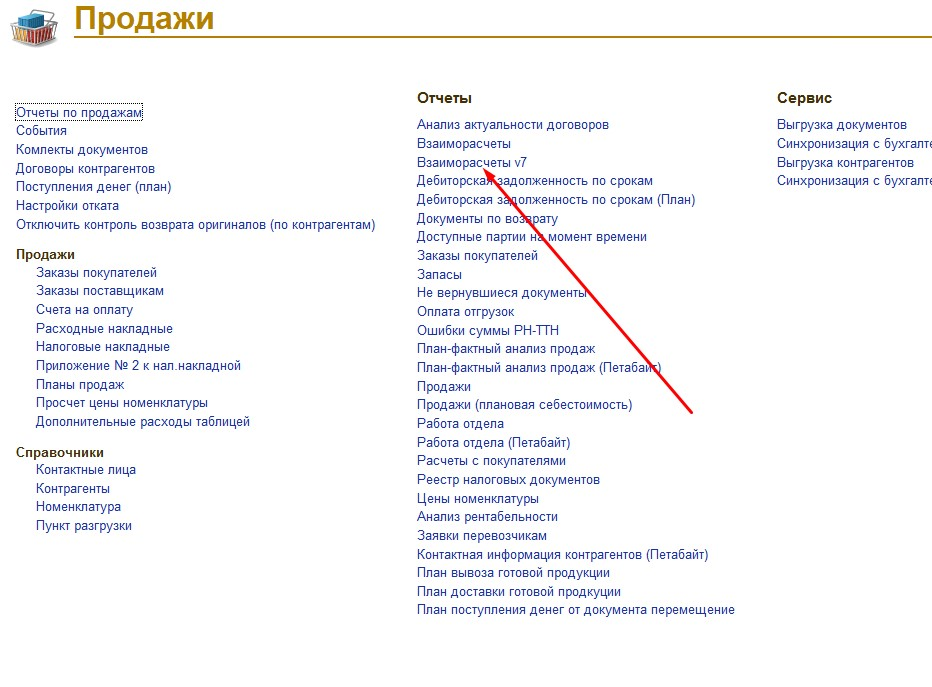 Продажи
Отчеты по продажам
События
Комлекты документов
Договоры контрагентов
Поступления денег (план)
Настройки отката
Отключить контроль возврата оригиналов (по контрагентам)
Продажи
Заказы покупателей
Заказы поставщикам
Счета на оплату
Расходные накладные
Налоговые накладные
Приложение № 2 к нал.накладной
Планы продаж
Просчет цены номенклатуры
Дополнительные расходы таблицей
Справочники
Контактные лица
Контрагенты
Номенклатура
Пункт разгрузки
Отчеты
Анализ актуальности договоров
Взаиморасчеты
Взаиморасчеты v7
Дебиторская задолженность по срокам
Дебиторская задолженность по срокам (План)
Документы по возврату
Доступные партии на момент времени
Заказы покупателей
Запасы
Не вернувшиеся документы
Оплата отгрузок
Ошибки суммы РН-ТТН
План-фактный анализ продаж
План-фактный анализ продаж (Петабайт)
Продажи
Продажи (плановая себестоимость)
Работа отдела
Работа отдела (Петабайт)
Расчеты с покупателями
Реестр налоговых документов
Цены номенклатуры
Анализ рентабельности
Заявки перевозчикам
Контактная информация контрагентов (Петабайт)
План вывоза готовой продукции
План доставки готовой продкуции
План поступления денег от документа перемещение
Сервис
Выгрузка документов
Синхронизация с бухгалте
Выгрузка контрагентов
Синхронизация с бухгалте